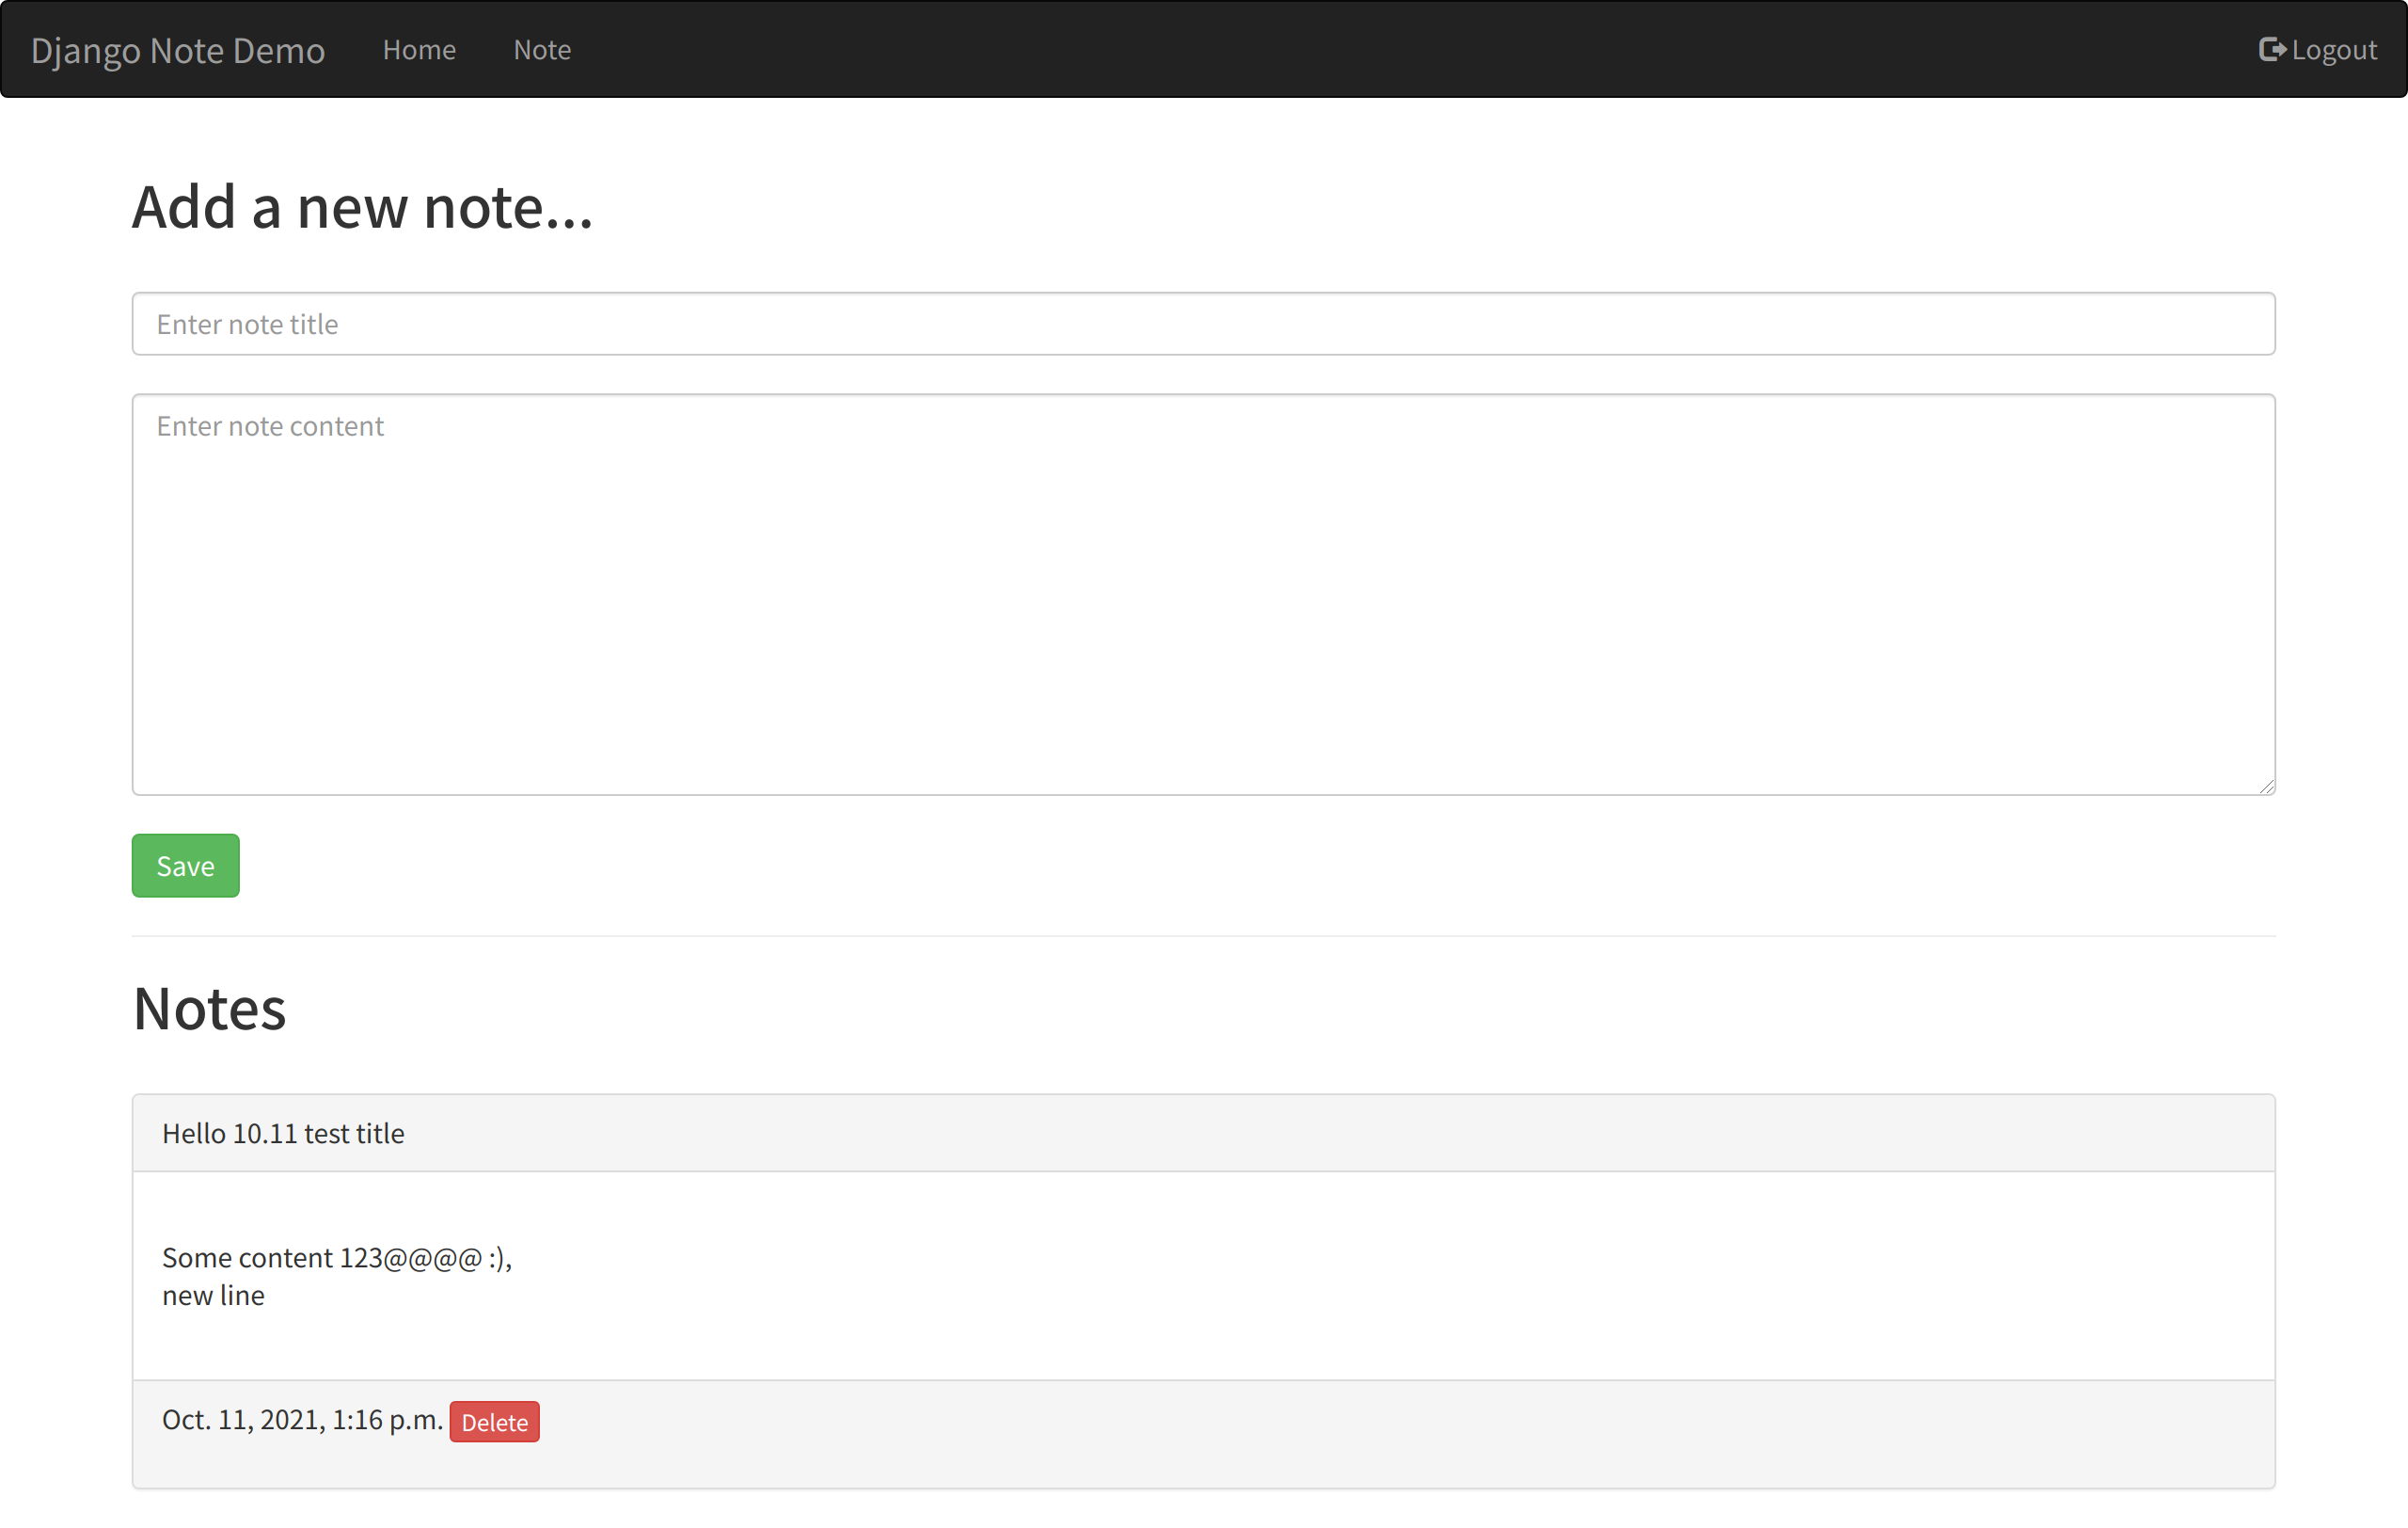 Django Note Demo Home Note Logout
Add a new note...
Enter note title
Enter note content
Save
Notes
Hello 10.11 test title
Some content 123@@@@ :),
new line
Oct. 11, 2021, 1:16 p.m. Delete